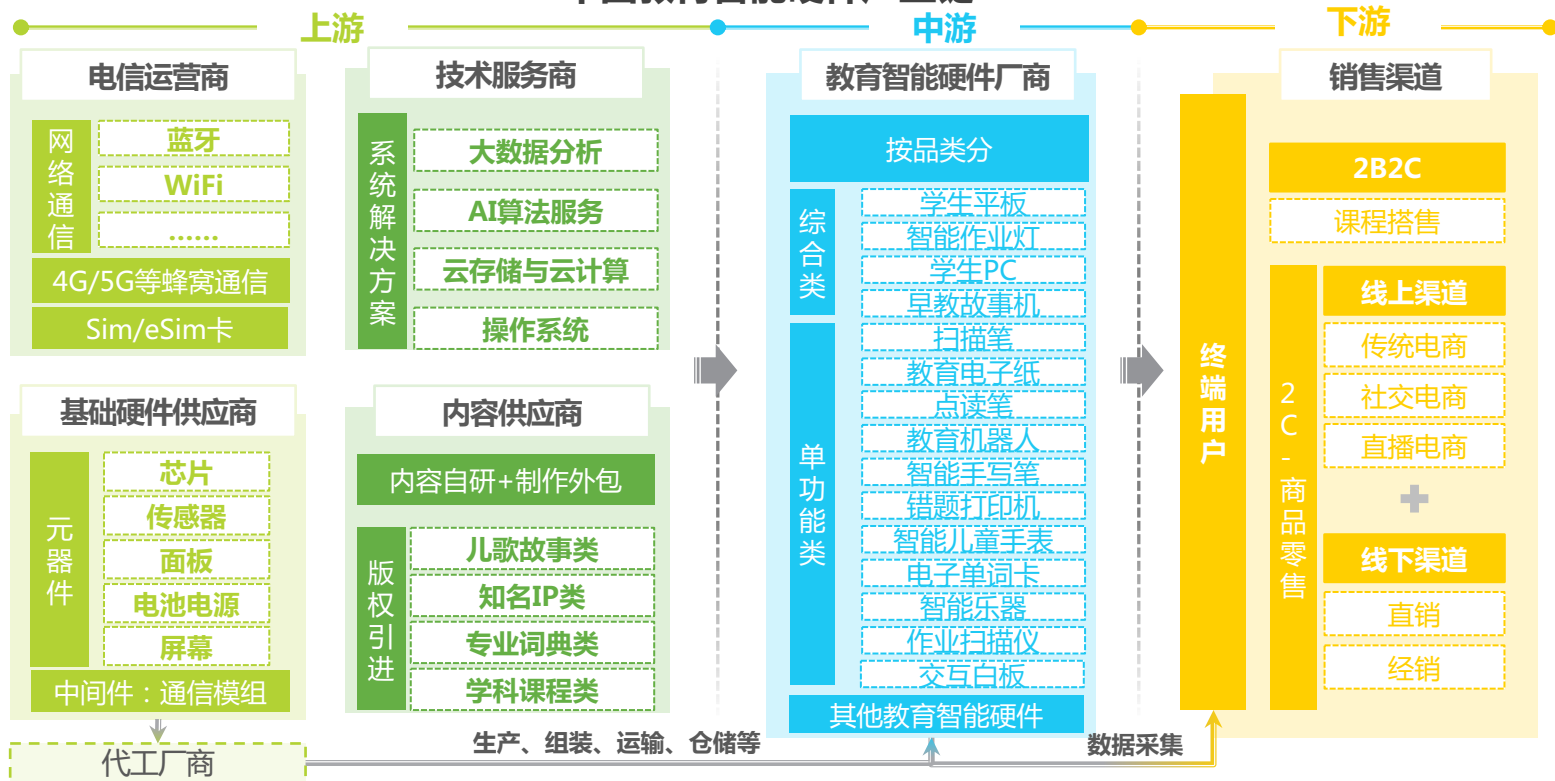 上游
中游
下游
电信运营商
网络通信
蓝牙
WiFi
……
4G/5G等蜂窝通信
Sim/eSim卡
技术服务商
系统解决方案
大数据分析
AI算法服务
云存储与云计算
操作系统
基础硬件供应商
元器件
芯片
传感器
面板
电池电源
屏幕
中间件：通信模组
代工厂商
内容供应商
内容自研+制作外包
版权引进
儿歌故事类
知名IP类
专业词典类
学科课程类
生产、组装、运输、仓储等
教育智能硬件厂商
按品类分
综合类
学生平板
智能作业灯
学生PC
早教故事机
单功能类
扫描笔
教育电子纸
点读笔
教育机器人
智能手写笔
错题打印机
智能儿童手表
电子单词卡
智能乐器
作业扫描仪
交互白板
其他教育智能硬件
数据采集
终端用户
销售渠道
2B2C
课程搭售
2C-商品零售
线上渠道
传统电商
社交电商
直播电商
线下渠道
直销
经销